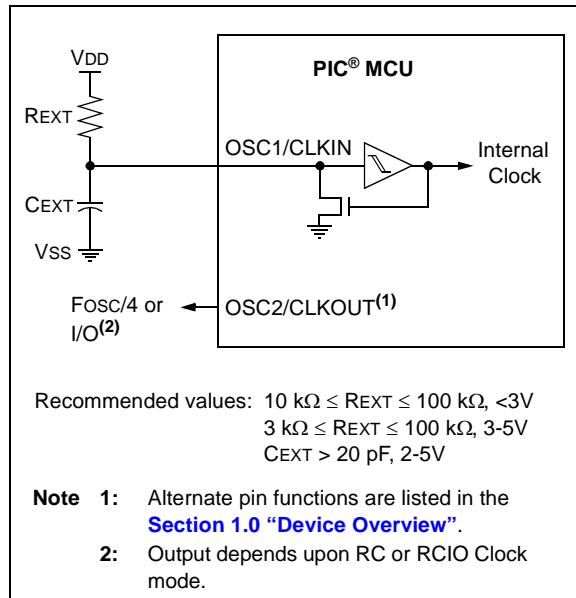 VDD
PIC® MCU
REXT
OSC1/CLKIN
Internal
Clock
CEXT
VSS
FOSC/4 or
I/O(2)
OSC2/CLKOUT(1)
Recommended values: 10 kΩ ≤ REXT ≤ 100 kΩ, <3V
3 kΩ ≤ REXT ≤ 100 kΩ, 3-5V
CEXT > 20 pF, 2-5V
Note 1: Alternate pin functions are listed in the
Section 1.0 “Device Overview”.
2: Output depends upon RC or RCIO Clock
mode.